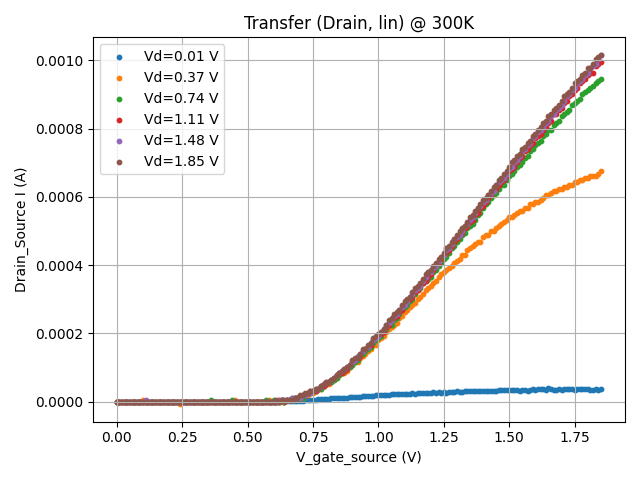 Transfer (Drain, lin) @ 300K
Vd=0.01 V
Vd=0.37 V
Vd=0.74 V
Vd=1.11 V
Vd=1.48 V
Vd=1.85 V
Drain_Source I (A)
0.0010
0.0008
0.0006
0.0004
0.0002
0.0000
0.00 0.25 0.50 0.75 1.00 1.25 1.50 1.75
V_gate_source (V)